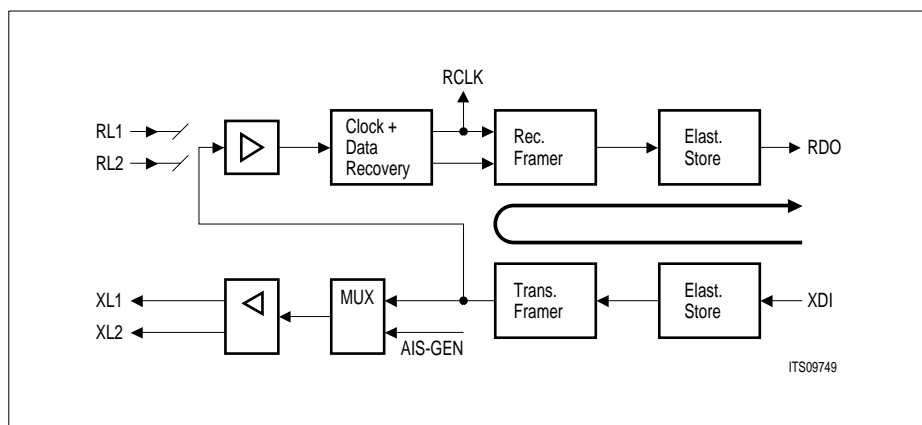 RCLK
RL1
RL2
Clock +
Data
Recovery
Rec.
Framer
Elast.
Store
RDO
XL1
XL2
MUX
AIS-GEN
Trans.
Framer
Elast.
Store
XDI
ITS09749